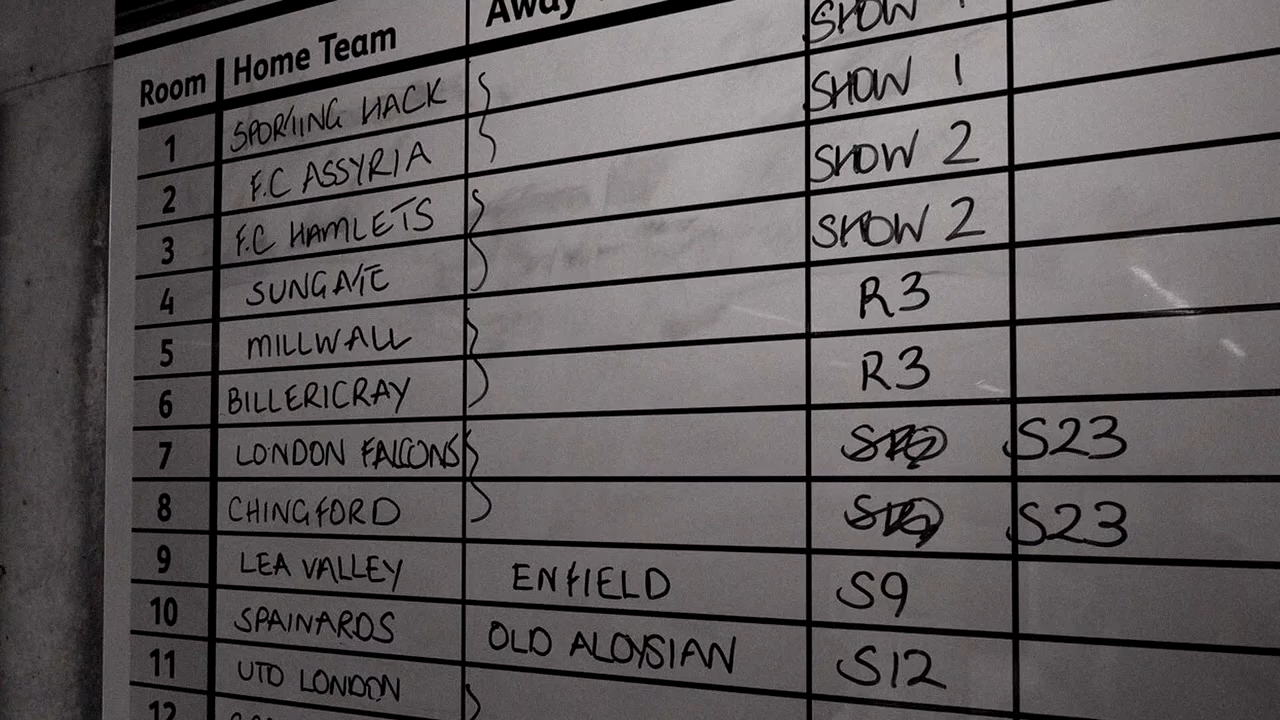 Room Home Team Away
1 SPORTING HACK SHOW 1
2 F.C ASSYRIA SHOW 1
3 F.C HAMLETS SHOW 2
4 SUNGATE SHOW 2
5 MILLWALL R3
6 BILLERICRAY R3
7 LONDON FALCONS S23
8 CHINGFORD S23
9 LEA VALLEY ENFIELD S9
10 SPAINARDS OLD ALOYSIAN S12
11 UTD LONDON
12